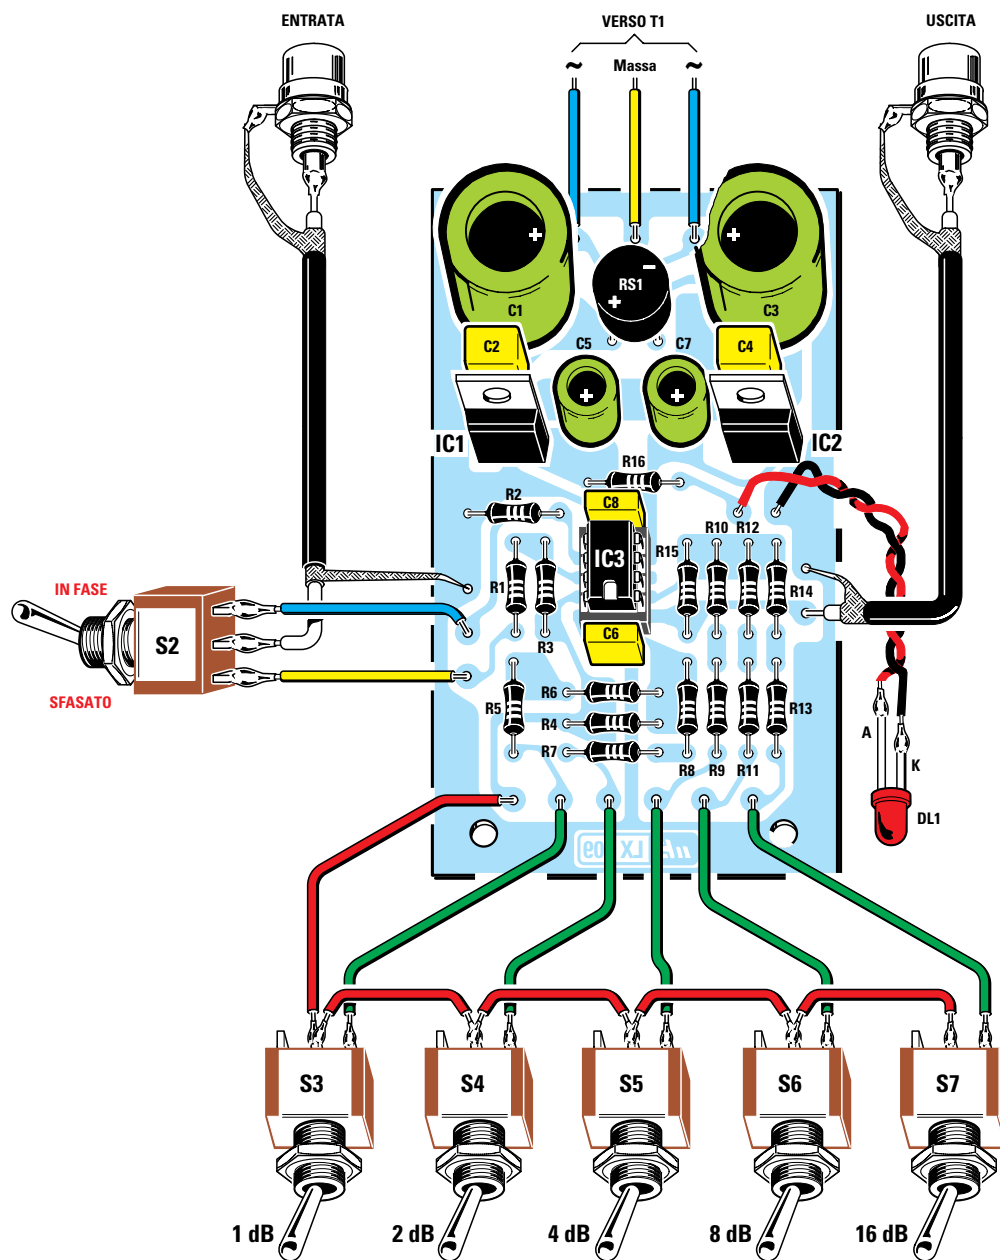 ENTRATA
VERSO T1
USCITA
~
Massa
~
RS1
C1
C3
C2
C5
C7
C4
IC1
IC2
R16
R2
C8
R10
R12
IC3
R15
R1
R14
IN FASE
S2
R3
C6
SFASATO
R5
R6
R13
R4
A
R7
R8
R9
R11
K
DL1
LX
S3
S4
S5
S6
S7
1 dB
2 dB
4 dB
8 dB
16 dB